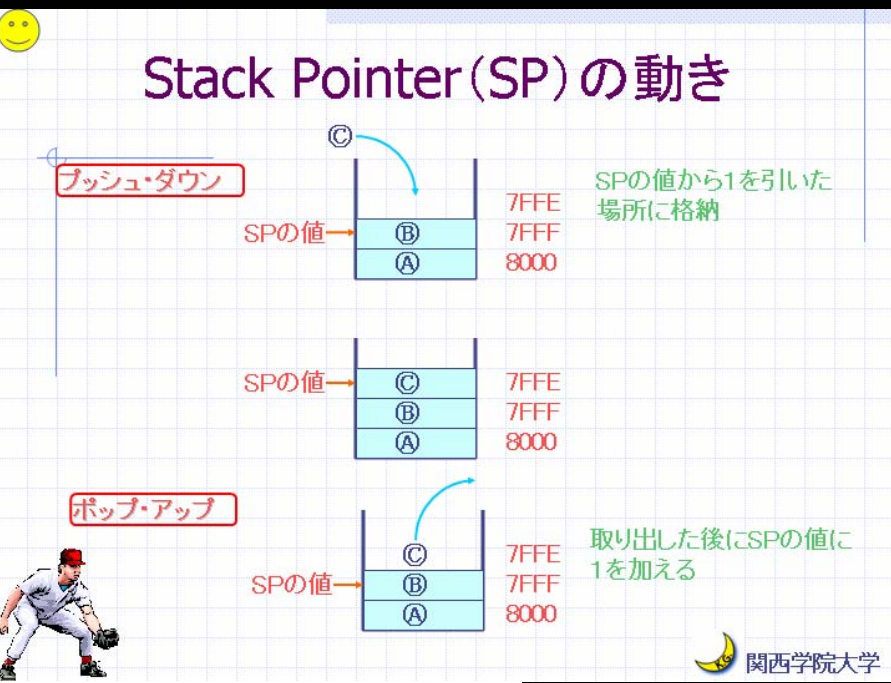 Stack Pointer(SP)の動き
Ⓒ
プッシュ・ダウン
SPの値から1を引いた
場所に格納
7FFE
SPの値 Ⓑ 7FFF
Ⓐ 8000
SPの値 Ⓒ 7FFE
Ⓑ 7FFF
Ⓐ 8000
ポップ・アップ
取り出した後にSPの値に
1を加える
Ⓒ 7FFE
SPの値 Ⓑ 7FFF
Ⓐ 8000
KG 関西学院大学